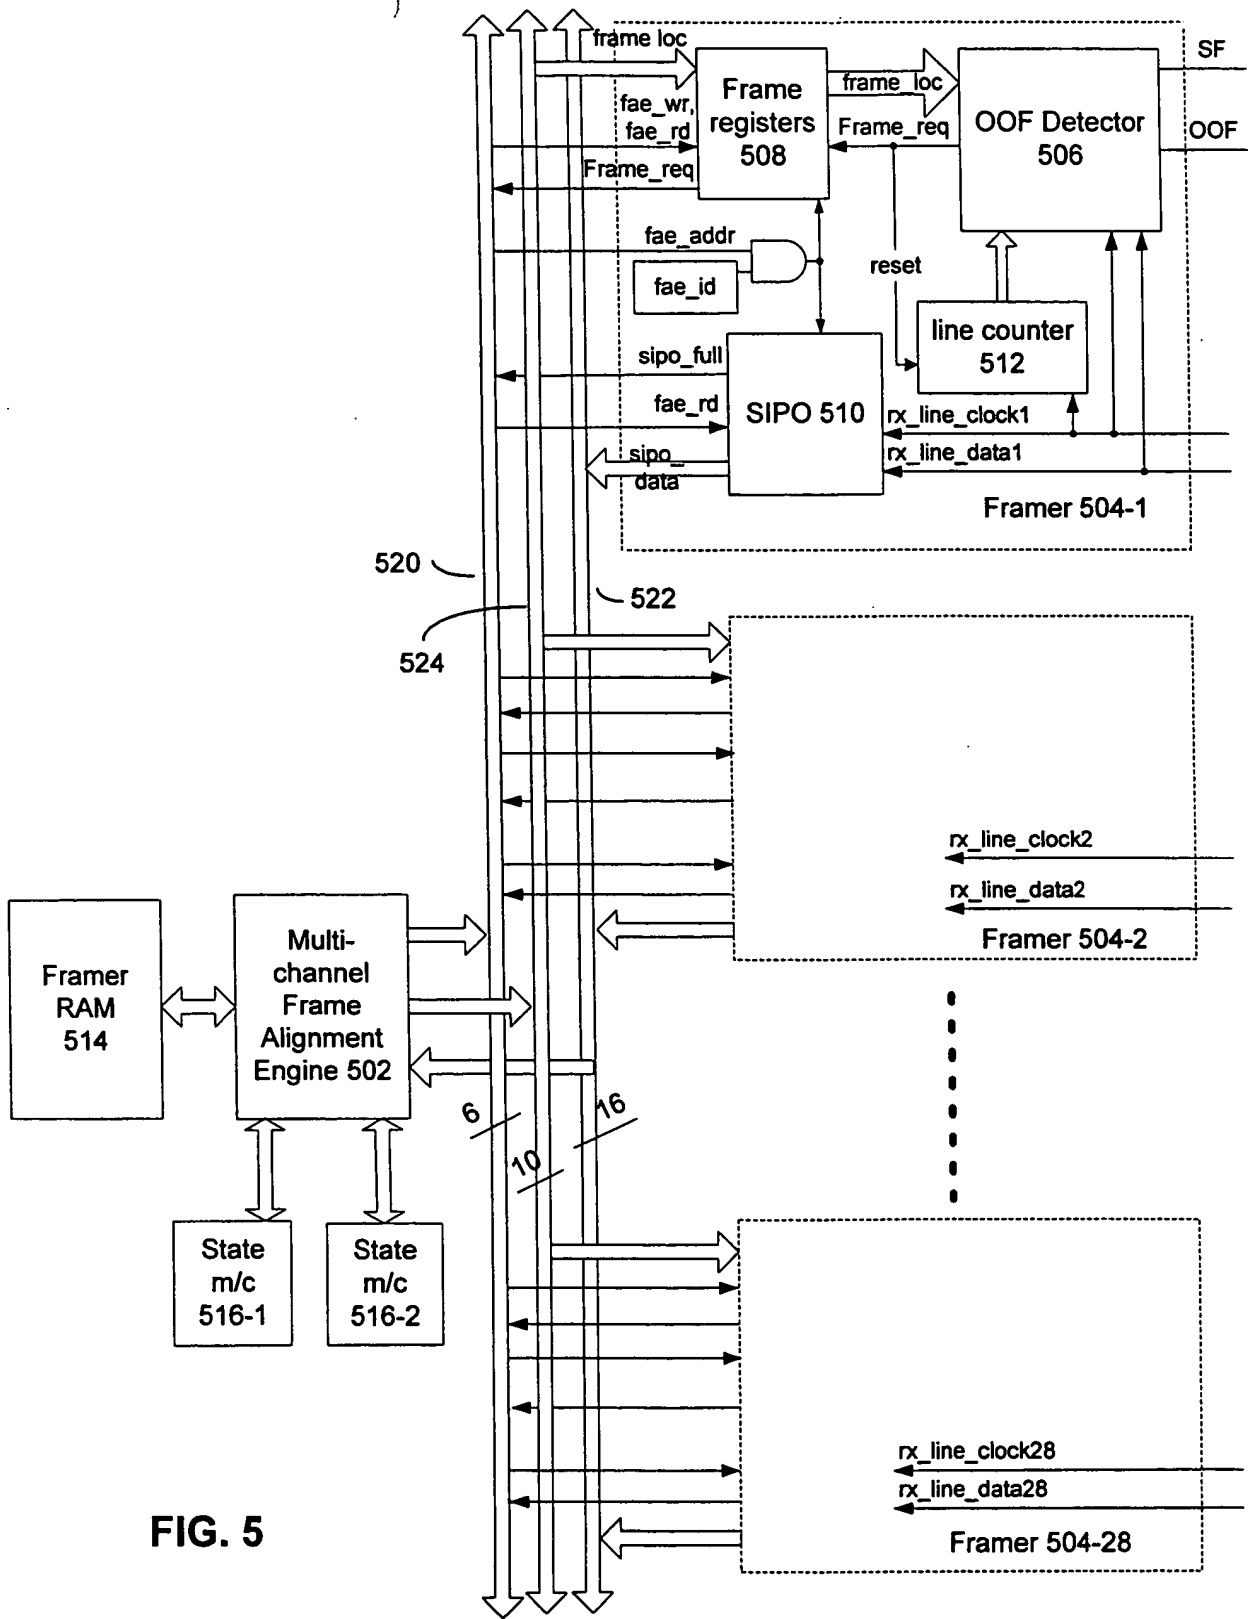 frame loc
SF
Frame
registers
508
frame_loc
OOF Detector
506
fae_wr,
fae_rd
Frame_req
OOF
Frame_req
fae_addr
reset
fae_id
line counter
512
sipo_full
SIPO 510
fae_rd
rx_line_clock1
sipo_
data
rx_line_data1
Framer 504-1
520
522
524
rx_line_clock2
rx_line_data2
Framer 504-2
Framer
RAM
514
Multi-
channel
Frame
Alignment
Engine 502
6
16
10
State
m/c
516-1
State
m/c
516-2
rx_line_clock28
rx_line_data28
Framer 504-28
FIG. 5